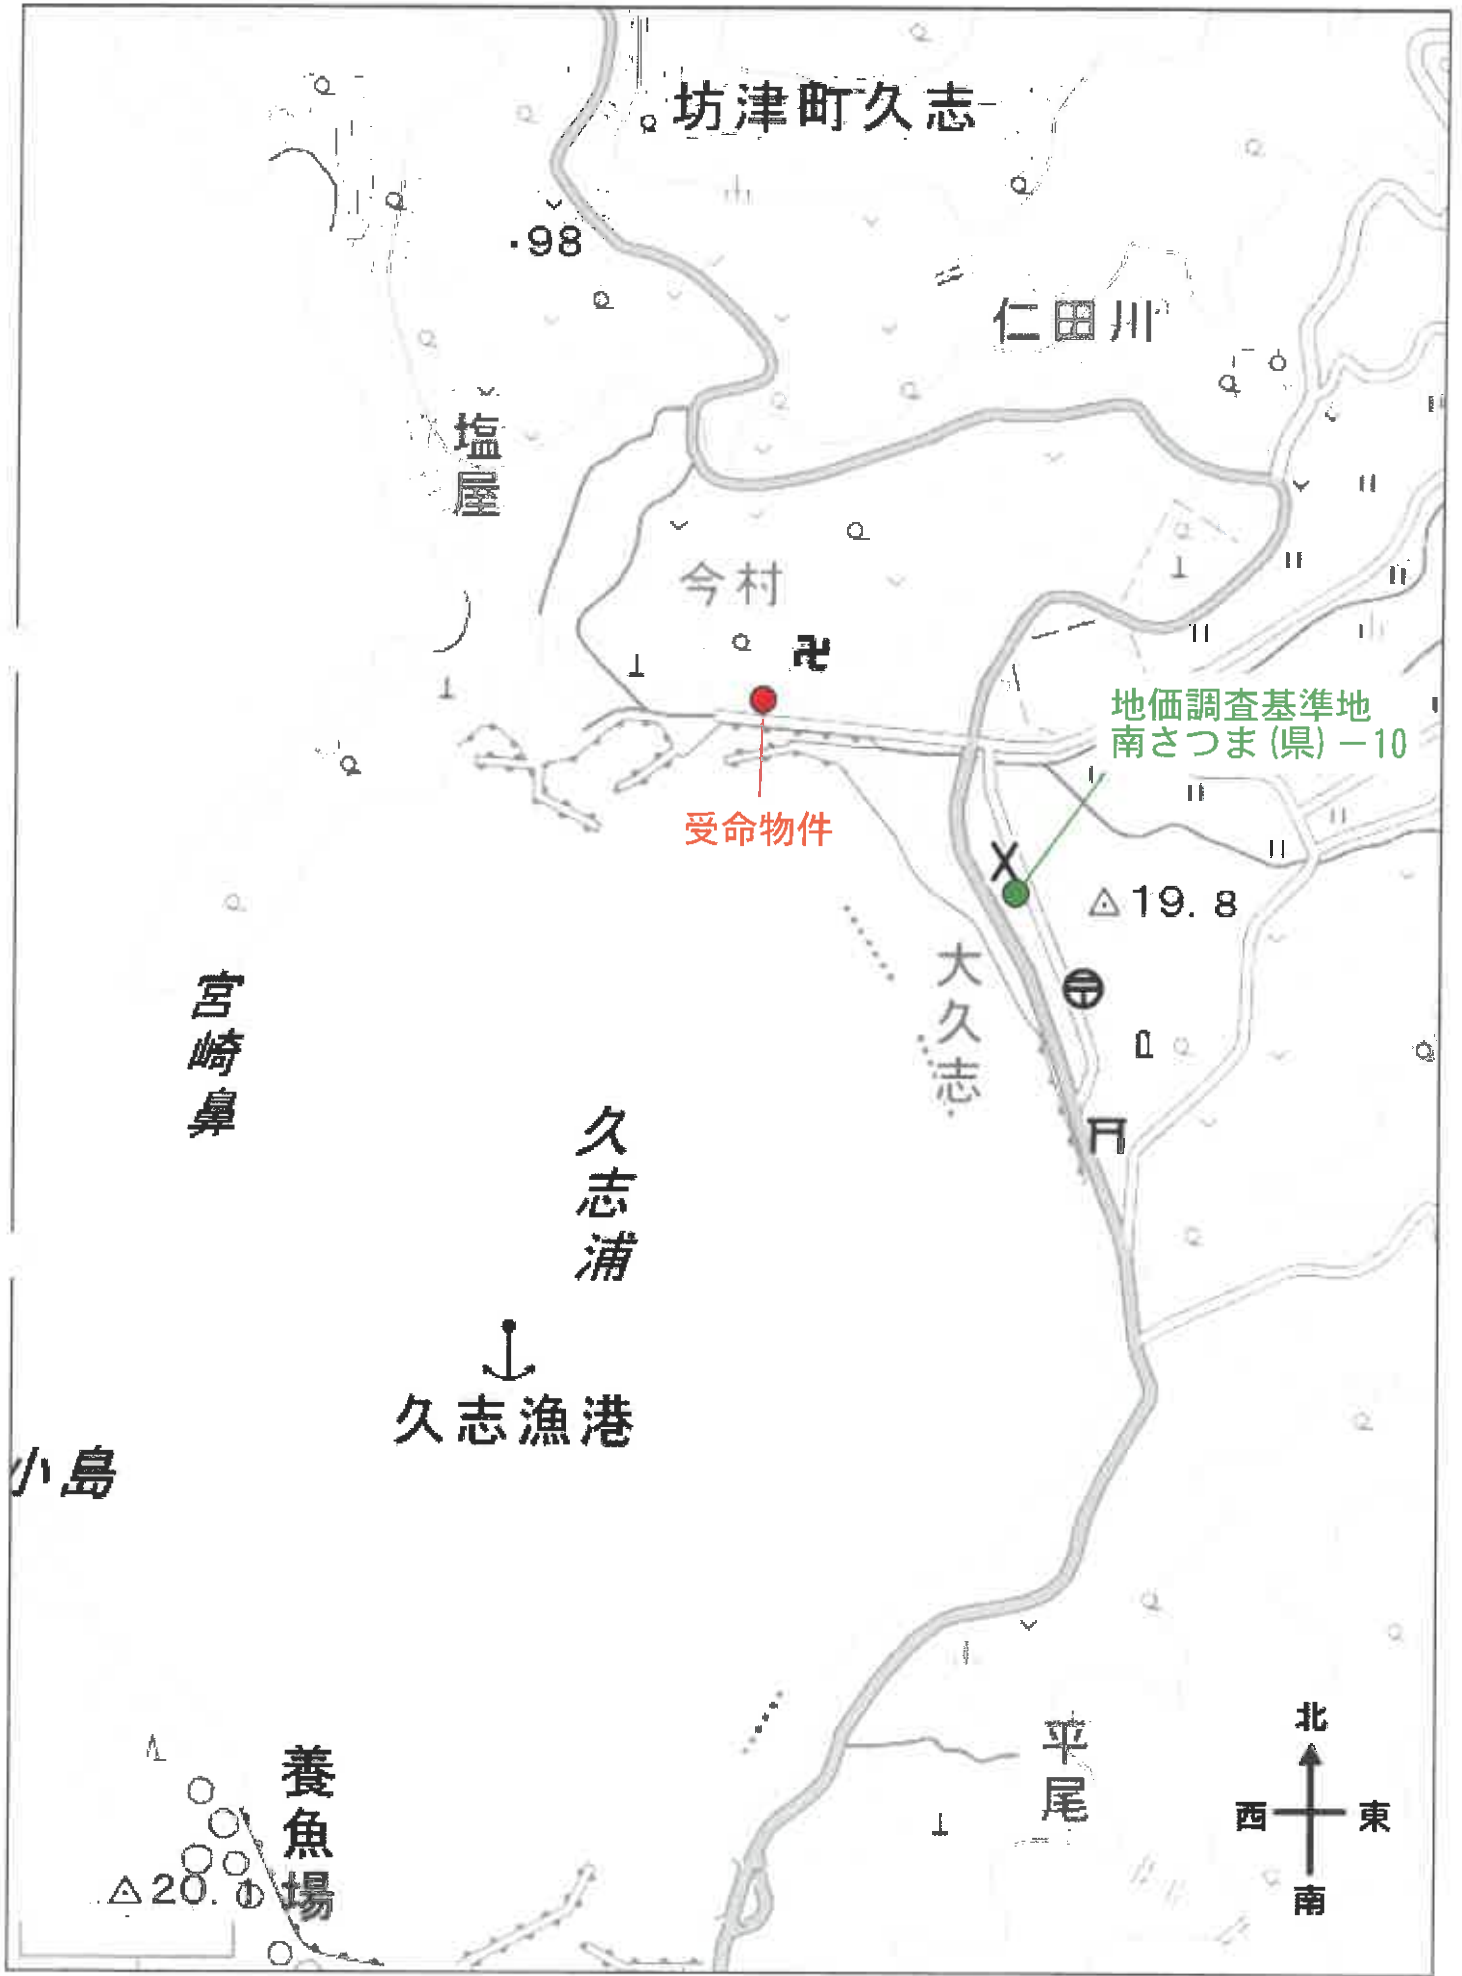 坊津町久志
・98
仁田川
塩屋
今村
地価調査基準地
南さつま(県)－10
受命物件
19.8
大久志
宮崎鼻
久志浦
久志漁港
小島
養魚場
20.1
平尾
北
西
東
南